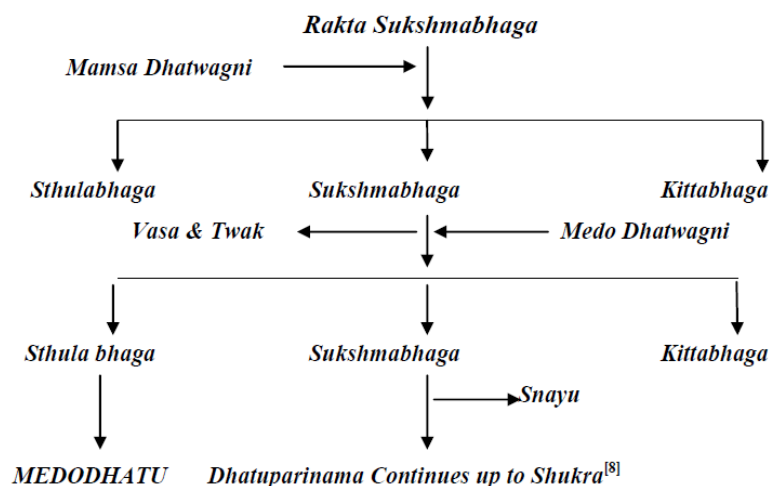 Rakta Sukshmabhaga
Mamsa Dhatwagni
Sthulabhaga Sukshmabhaga Kittabhaga
Vasa & Twak Medo Dhatwagni
Sthula bhaga Sukshmabhaga Kittabhaga
Snayu
MEDODHATU Dhatuparinama Continues up to Shukra[8]